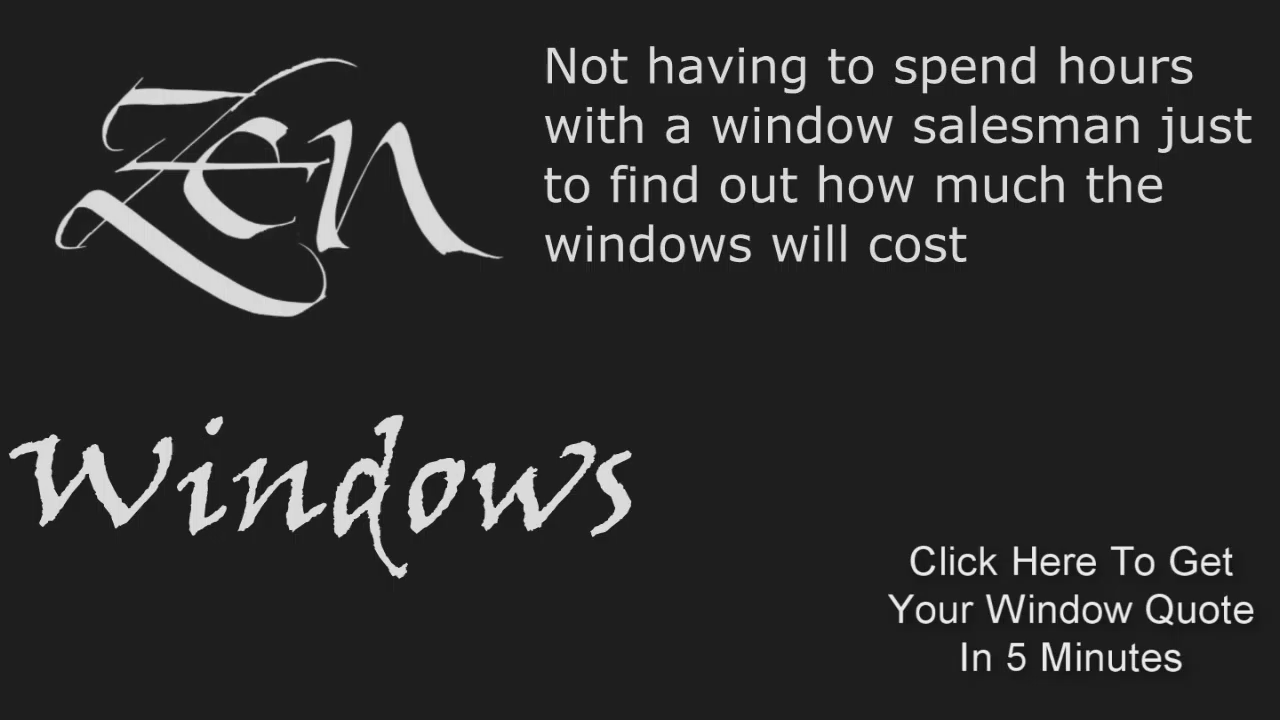 Zen
Not having to spend hours
with a window salesman just
to find out how much the
windows will cost
Windows
Click Here To Get
Your Window Quote
In 5 Minutes